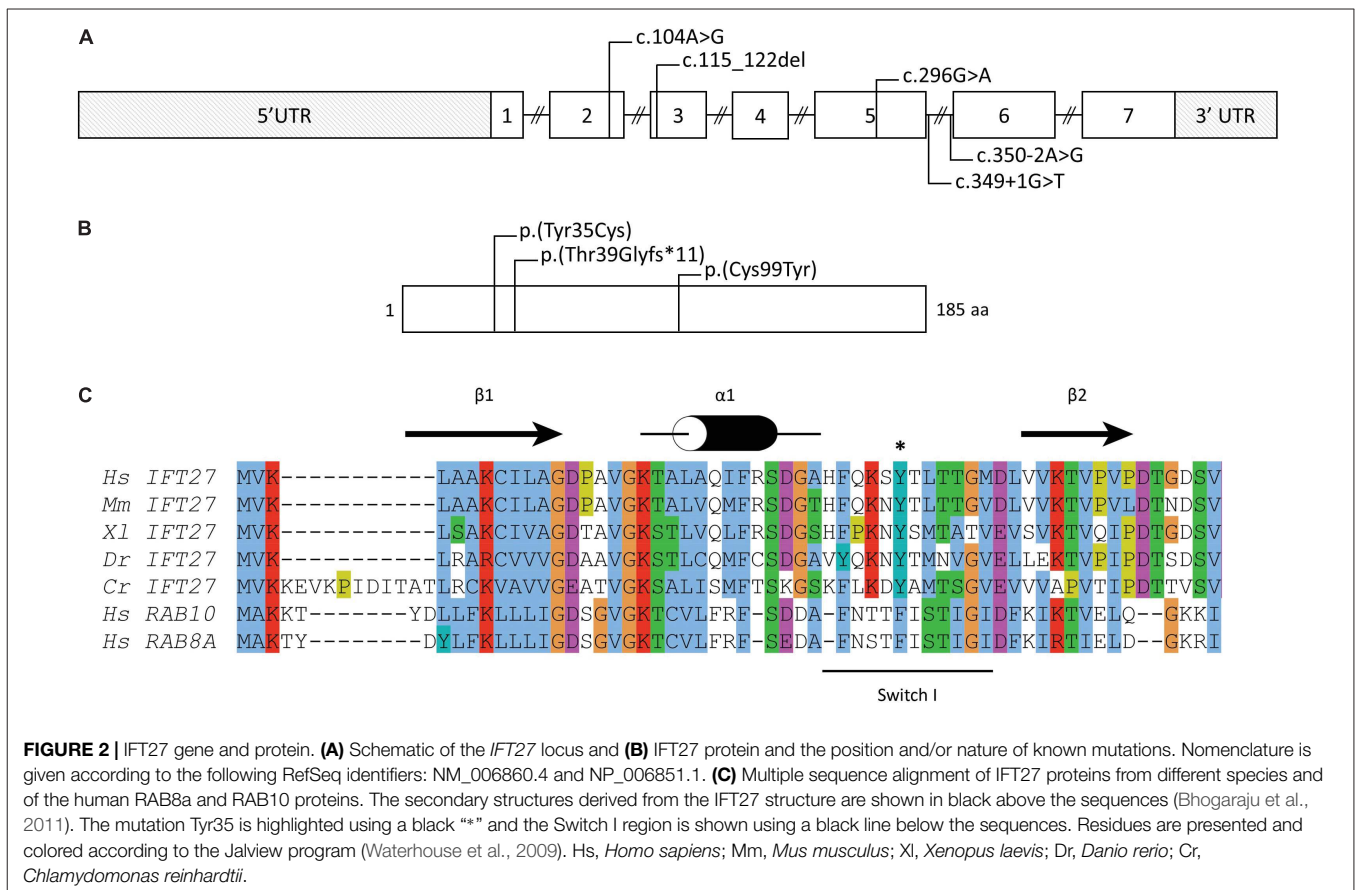 A
c.104A>G
c.115_122del
c.296G>A
5'UTR 1 2 3 4 5 6 7 3' UTR
c.350-2A>G
c.349+1G>T
B
p.(Tyr35Cys)
p.(Thr39Glyfs*11)
p.(Cys99Tyr)
1 185 aa
C
β1 α1 β2
*
Hs IFT27 MVK-----------LAAKCILAGDPAVGKTALAQIFRSDGAHFQKSYTLTTGMDLVVKTVPVPDTGDSV
Mm IFT27 MVK-----------LAAKCILAGDPAVGKTALVQMFRSDGTHFQKNYTLTTGVDLVVKTVPVLDTNDSV
Xl IFT27 MVK-----------LSAKCIVAGDTAVGKSTLVQLFRSDGSHFPKNYSMTATVEVSVKTVQIPDTGDSV
Dr IFT27 MVK-----------LRAKCVVVGDAAVGKSTLCQMFCSDGAVYQKNYTMNNVGELLEKTVPIPDTSDSV
Cr IFT27 MVKKEVKPIDITATLRCKVAVVGEATVGKSALISMFTSKGSKFLKDYAMTSGVEVVVAPVTIPDTTVSV
Hs RAB10 MAKKT-------YDLLFKLLLIGDSGVGKTCVLFRF-SDDA-FNTTFISTIGIDFKIKTVELQ--GKKI
Hs RAB8A MAKTY--------DYLFKLLLIGDSGVGKTCVLFRF-SEDA-FNSTFISTIGIDFKIRTIELD--GKRI
Switch I
FIGURE 2 | IFT27 gene and protein. (A) Schematic of the IFT27 locus and (B) IFT27 protein and the position and/or nature of known mutations. Nomenclature is
given according to the following RefSeq identifiers: NM_006860.4 and NP_006851.1. (C) Multiple sequence alignment of IFT27 proteins from different species and
of the human RAB8a and RAB10 proteins. The secondary structures derived from the IFT27 structure are shown in black above the sequences (Bhogaraju et al.,
2011). The mutation Tyr35 is highlighted using a black “*” and the Switch I region is shown using a black line below the sequences. Residues are presented and
colored according to the Jalview program (Waterhouse et al., 2009). Hs, Homo sapiens; Mm, Mus musculus; Xl, Xenopus laevis; Dr, Danio rerio; Cr,
Chlamydomonas reinhardtii.